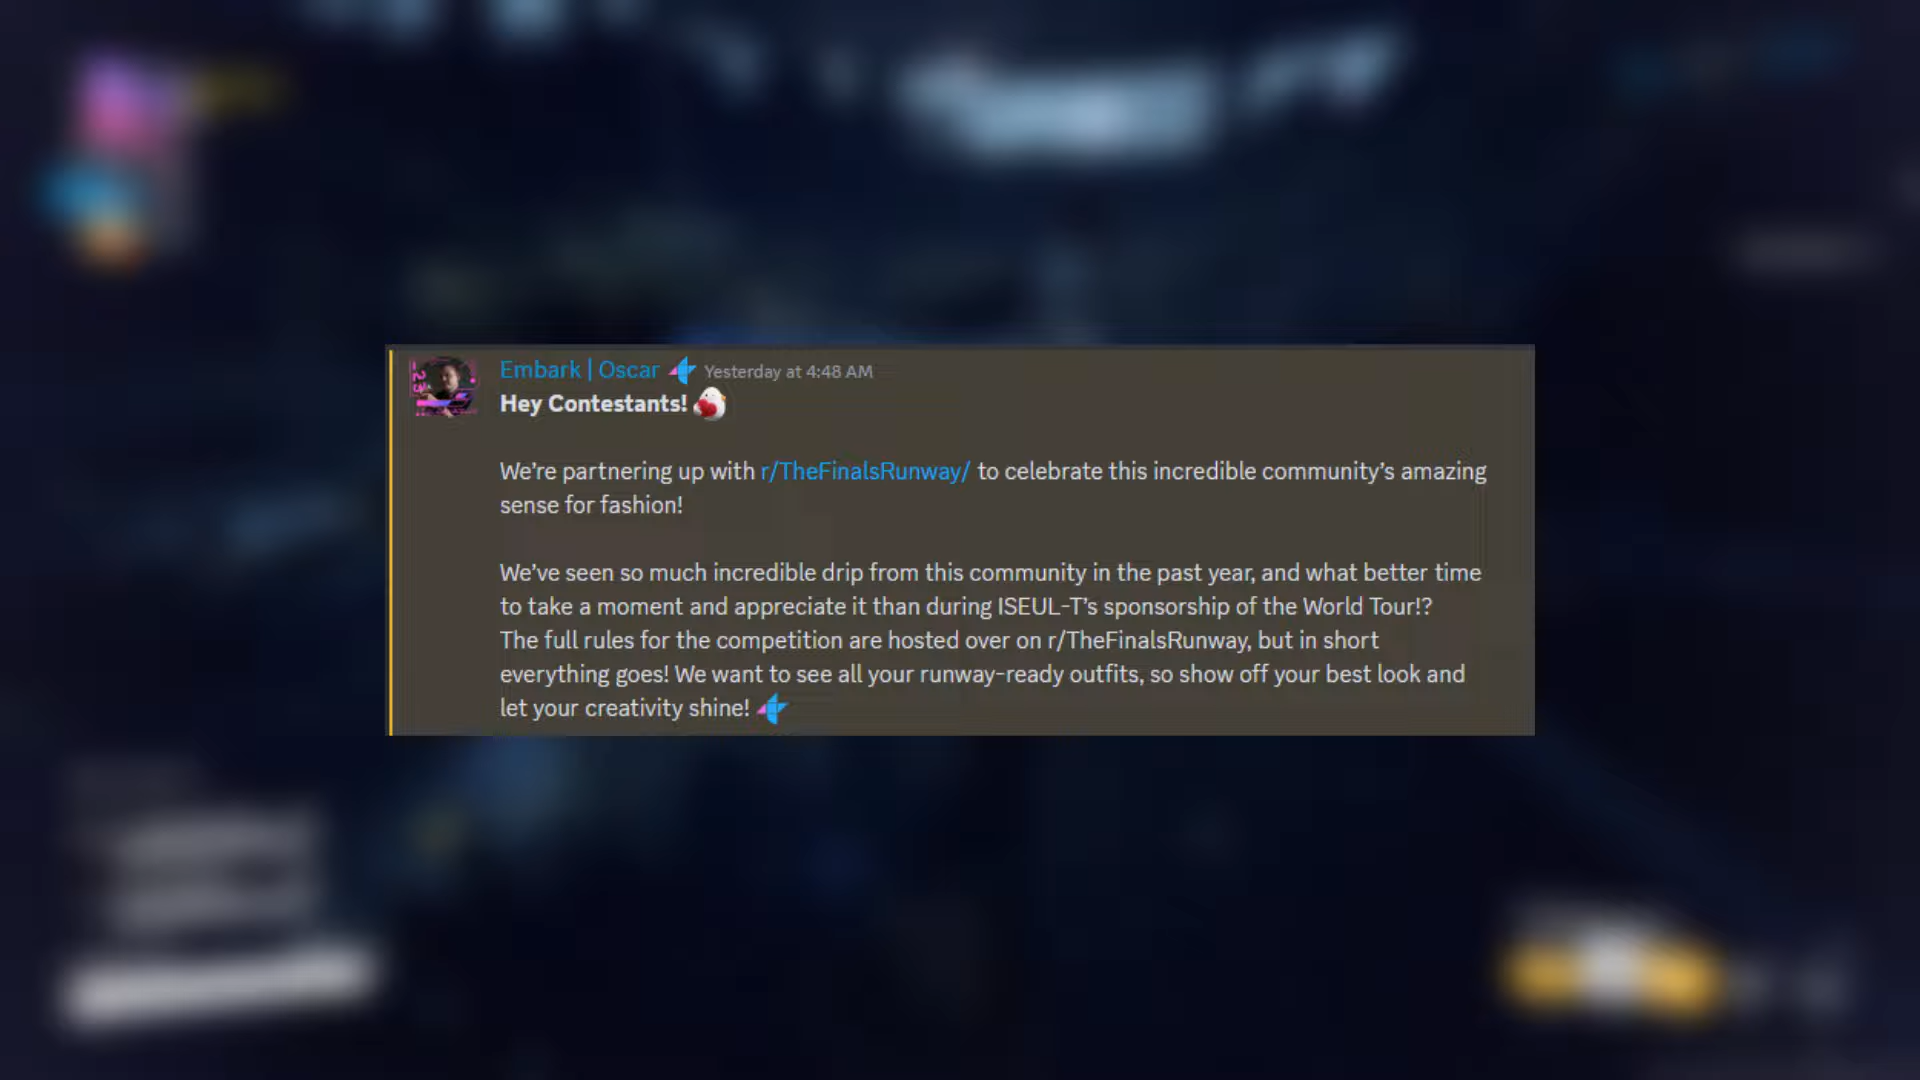 Embark | Oscar Yesterday at 4:48 AM
Hey Contestants!
We’re partnering up with r/TheFinalsRunway/ to celebrate this incredible community’s amazing
sense for fashion!
We’ve seen so much incredible drip from this community in the past year, and what better time
to take a moment and appreciate it than during ISEUL-T’s sponsorship of the World Tour!?
The full rules for the competition are hosted over on r/TheFinalsRunway, but in short
everything goes! We want to see all your runway-ready outfits, so show off your best look and
let your creativity shine!